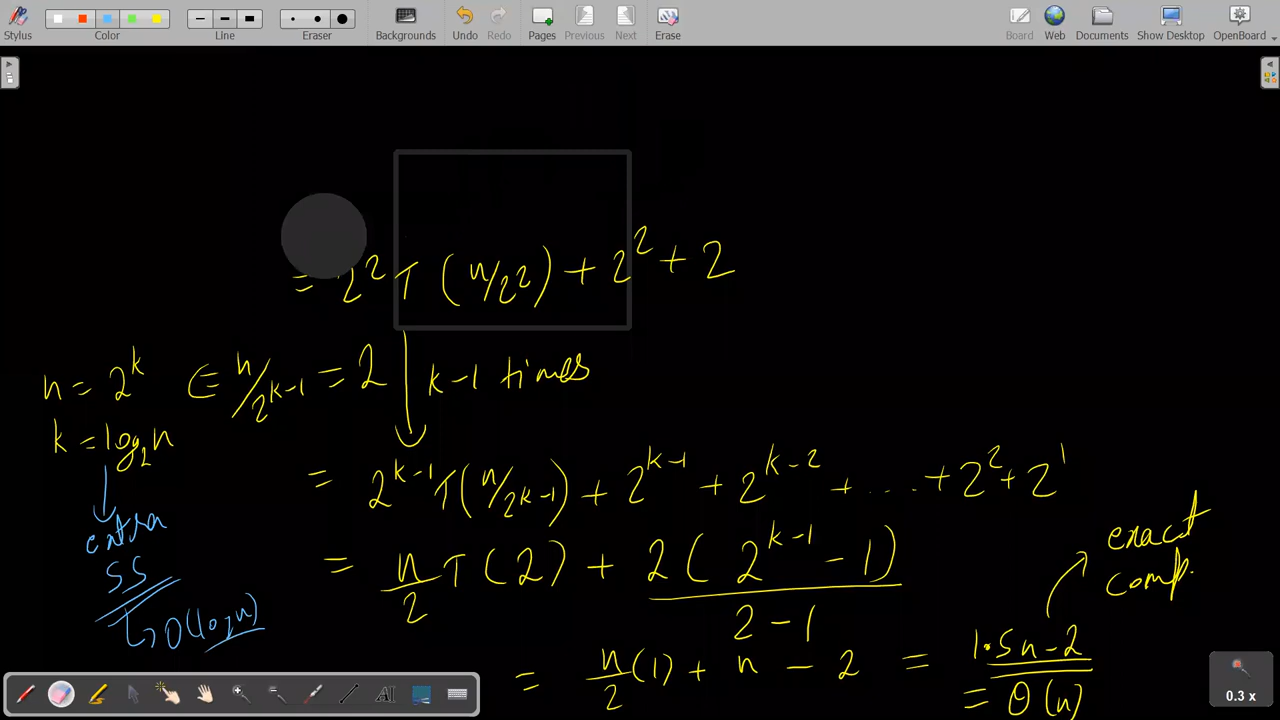 Stylus Color Line Eraser Backgrounds Undo Redo Pages Previous Next Erase Board Web Documents Show Desktop OpenBoard
= 2² T (n/2²) + 2² + 2
n = 2^k ∈ n/2^k-1 = 2 k-1 times
k = log₂n
= 2^k-1 T(n/2^k-1) + 2^k-1 + 2^k-2 + .... + 2² + 2¹
extra
SS
O(logn)
= n/2 T(2) + 2(2^k-1 - 1)/2-1
exact
comp.
= n/2 (1) + n - 2 = 1.5n-2
= Θ(n)
0.3 x